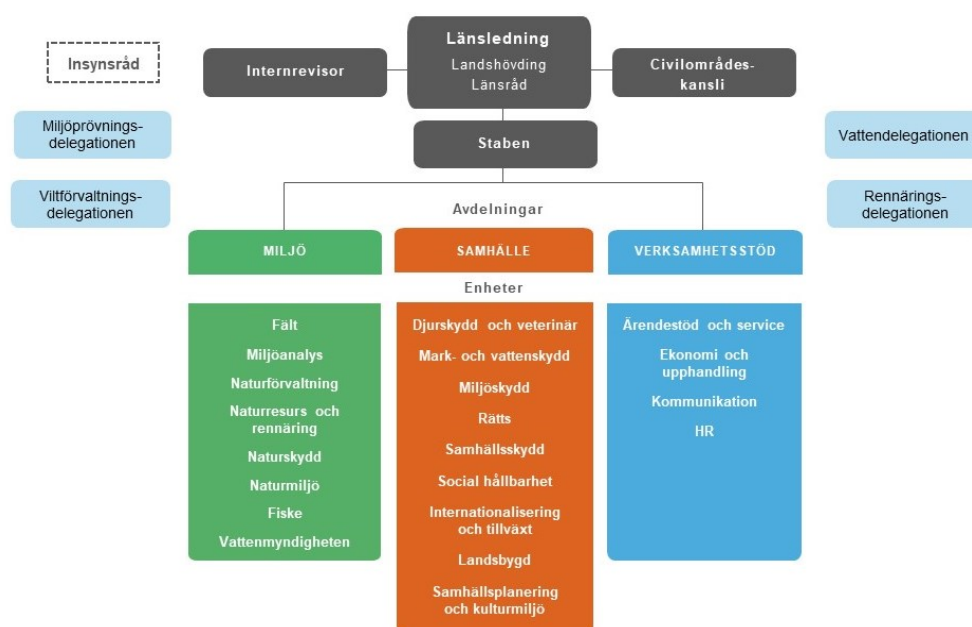 Länsledning
Landshövding
Länsråd
Insynsråd
Internrevisor
Civilområdes-
kansli
Miljöprövnings-
delegationen
Staben
Vattendelegationen
Viltförvaltnings-
delegationen
Rennärings-
delegationen
Avdelningar
MILJÖ
SAMHÄLLE
VERKSAMHETSSTÖD
Enheter
Fält
Miljöanalys
Naturförvaltning
Naturresurs och
rennäring
Naturskydd
Naturmiljö
Fiske
Vattenmyndigheten
Djurskydd och veterinär
Mark- och vattenskydd
Miljöskydd
Rätts
Samhällsskydd
Social hållbarhet
Internationalisering
och tillväxt
Landsbygd
Samhällsplanering
och kulturmiljö
Ärendestöd och service
Ekonomi och
upphandling
Kommunikation
HR